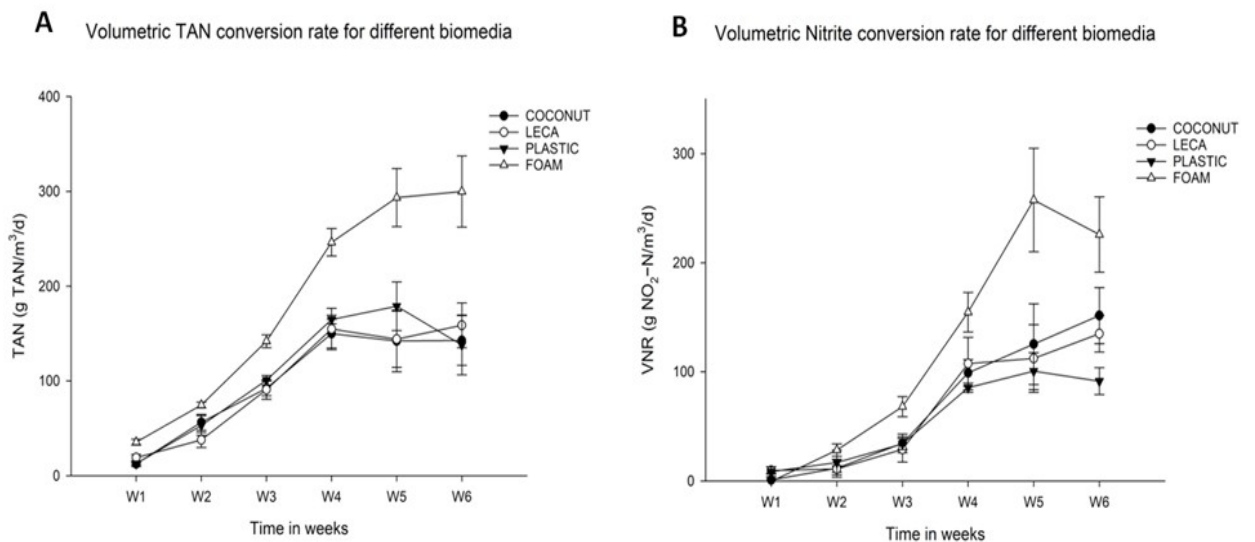 A
Volumetric TAN conversion rate for different biomedia
400
300
200
100
0
TAN (g TAN/m³/d)
W1 W2 W3 W4 W5 W6
Time in weeks
COCONUT
LECA
PLASTIC
FOAM
B
Volumetric Nitrite conversion rate for different biomedia
300
200
100
0
VNR (g NO₂−N/m³/d)
W1 W2 W3 W4 W5 W6
Time in weeks
COCONUT
LECA
PLASTIC
FOAM